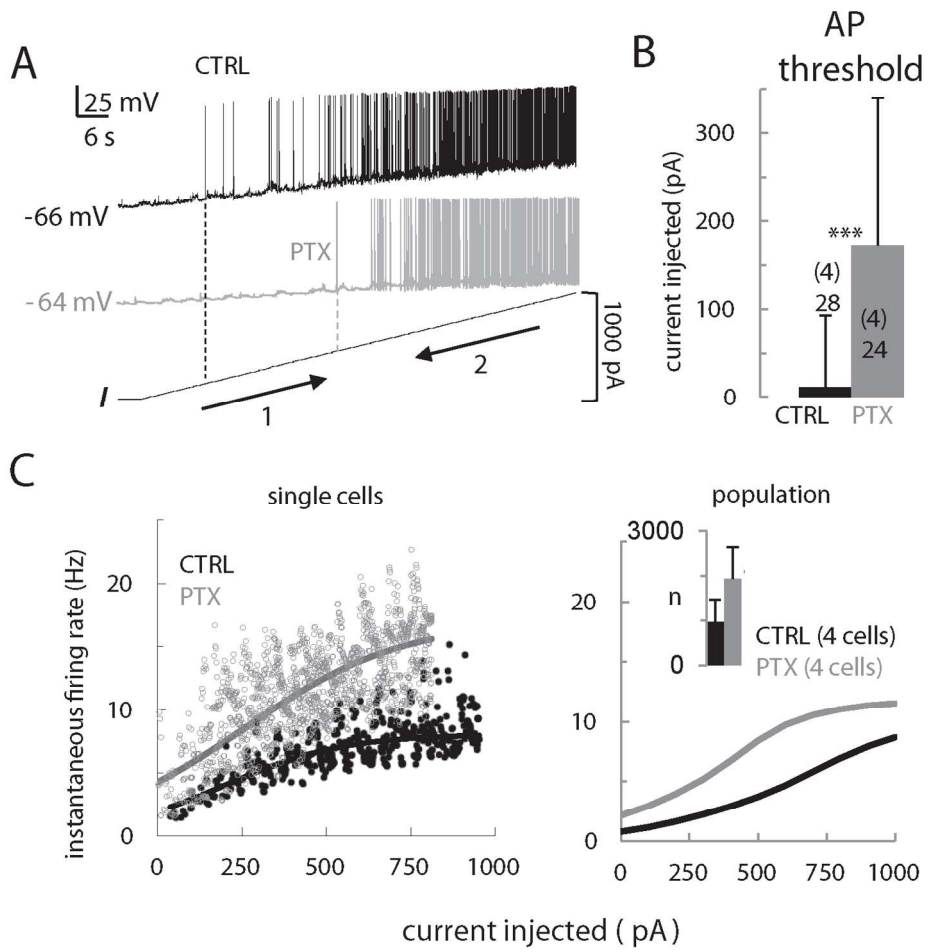 A
CTRL
25 mV
6 s
-66 mV
PTX
-64 mV
1000 pA
I
1
2
B
AP
threshold
current injected (pA)
300
200
100
0
***
(4)
28
(4)
24
CTRL
PTX
C
single cells
instantaneous firing rate (Hz)
CTRL
PTX
20
10
0
0
250
500
750
1000
population
3000
n
0
CTRL (4 cells)
PTX (4 cells)
20
10
0
0
250
500
750
1000
current injected ( pA)